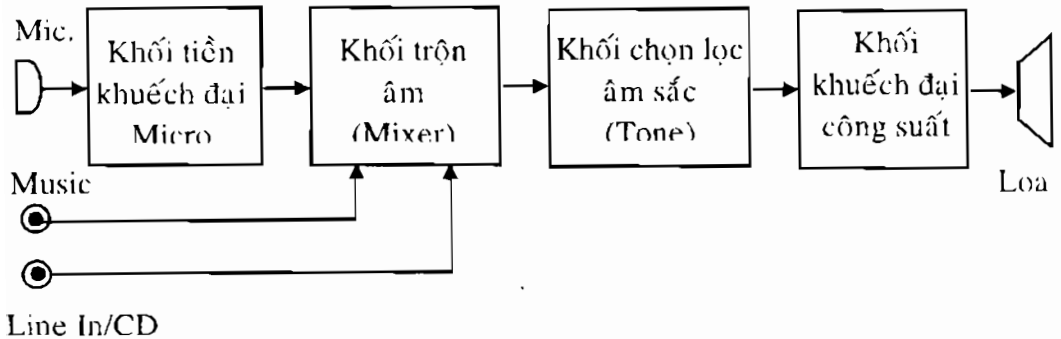 Mic.
Khối tiền
khuếch đại
Micro
Khối trộn
âm
(Mixer)
Khối chọn lọc
âm sắc
(Tone)
Khối
khuếch đại
công suất
Loa
Music
Line In/CD